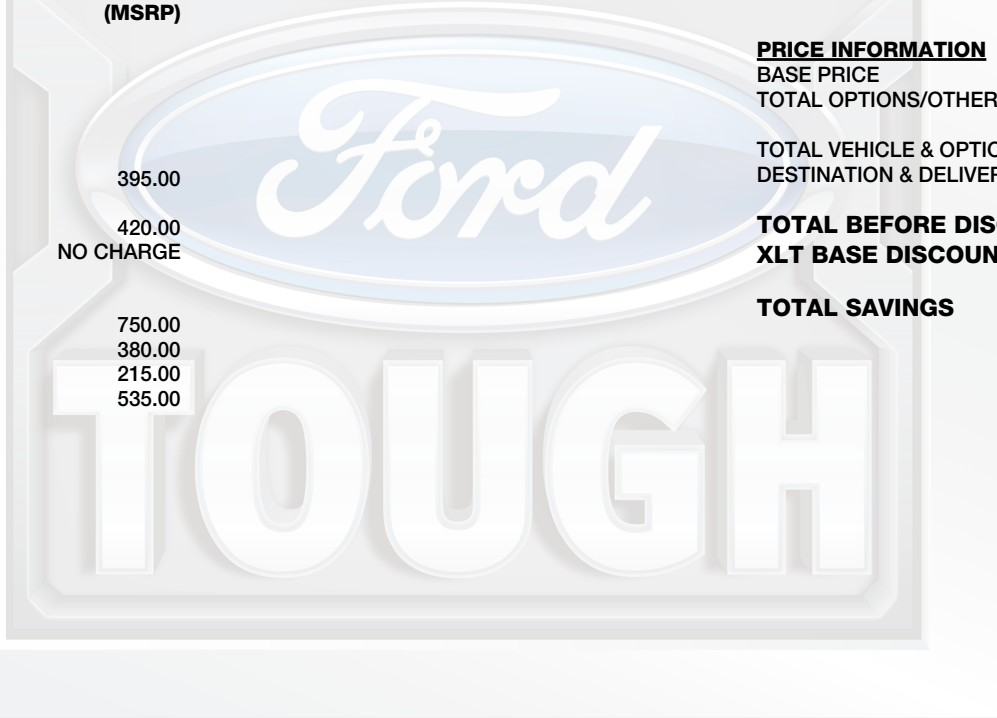 (MSRP)
395.00
420.00
NO CHARGE
750.00
380.00
215.00
535.00
PRICE INFORMATION
BASE PRICE
TOTAL OPTIONS/OTHER
TOTAL VEHICLE & OPTIO
DESTINATION & DELIVER
TOTAL BEFORE DIS
XLT BASE DISCOUN
TOTAL SAVINGS
Ford
TOUGH